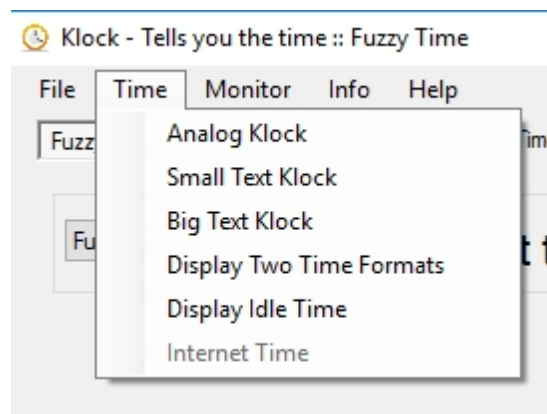 Klock - Tells you the time :: Fuzzy Time
File Time Monitor Info Help
Analog Klock
Small Text Klock
Big Text Klock
Display Two Time Formats
Display Idle Time
Internet Time